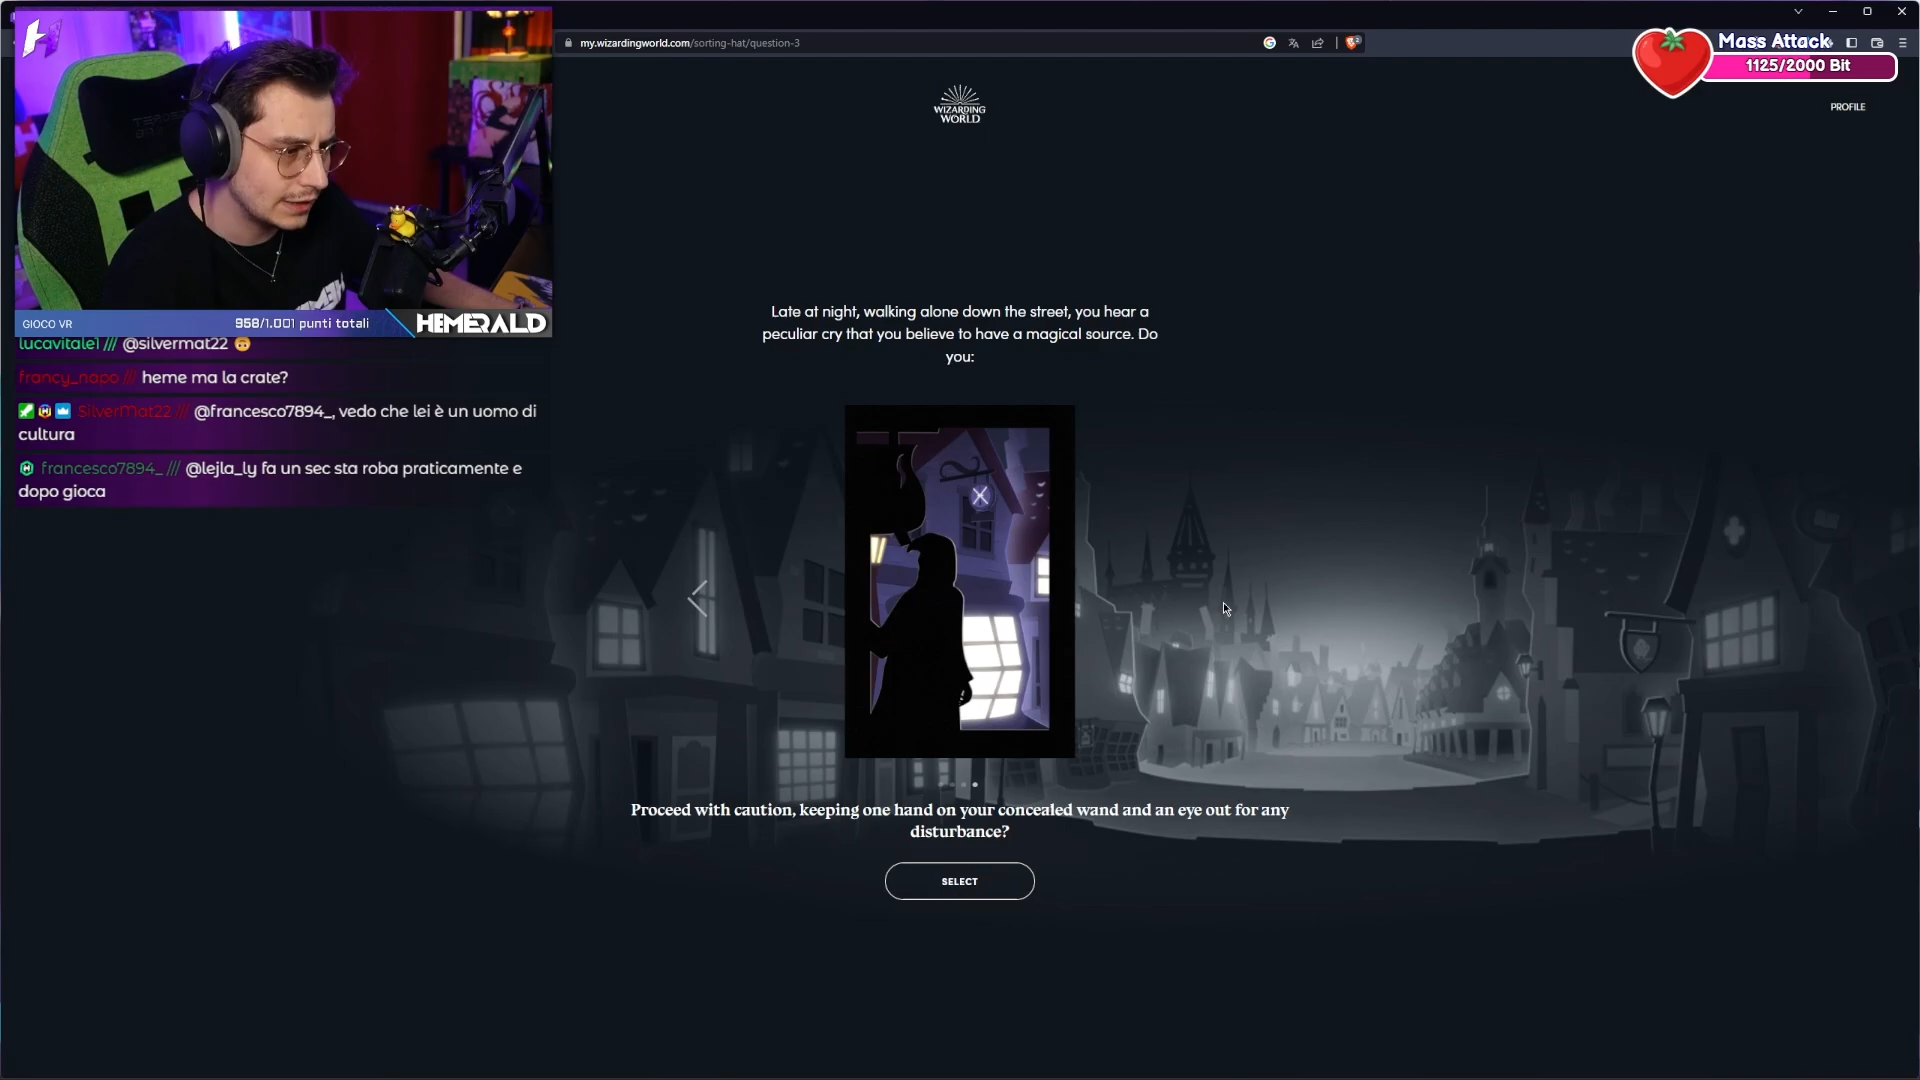 my.wizardingworld.com/sorting-hat/question-3
Mass Attack
1125/2000 Bit
WIZARDING
WORLD
PROFILE
GIOCO VR
958/1.001 punti totali
HEMERALD
lucavitale1 /// @silvermat22
francy_napo /// heme ma la crate?
SilverMat22 /// @francesco7894_, vedo che lei è un uomo di
cultura
francesco7894_ /// @lejla_ly fa un sec sta roba praticamente e
dopo gioca
Late at night, walking alone down the street, you hear a
peculiar cry that you believe to have a magical source. Do
you:
Proceed with caution, keeping one hand on your concealed wand and an eye out for any
disturbance?
SELECT